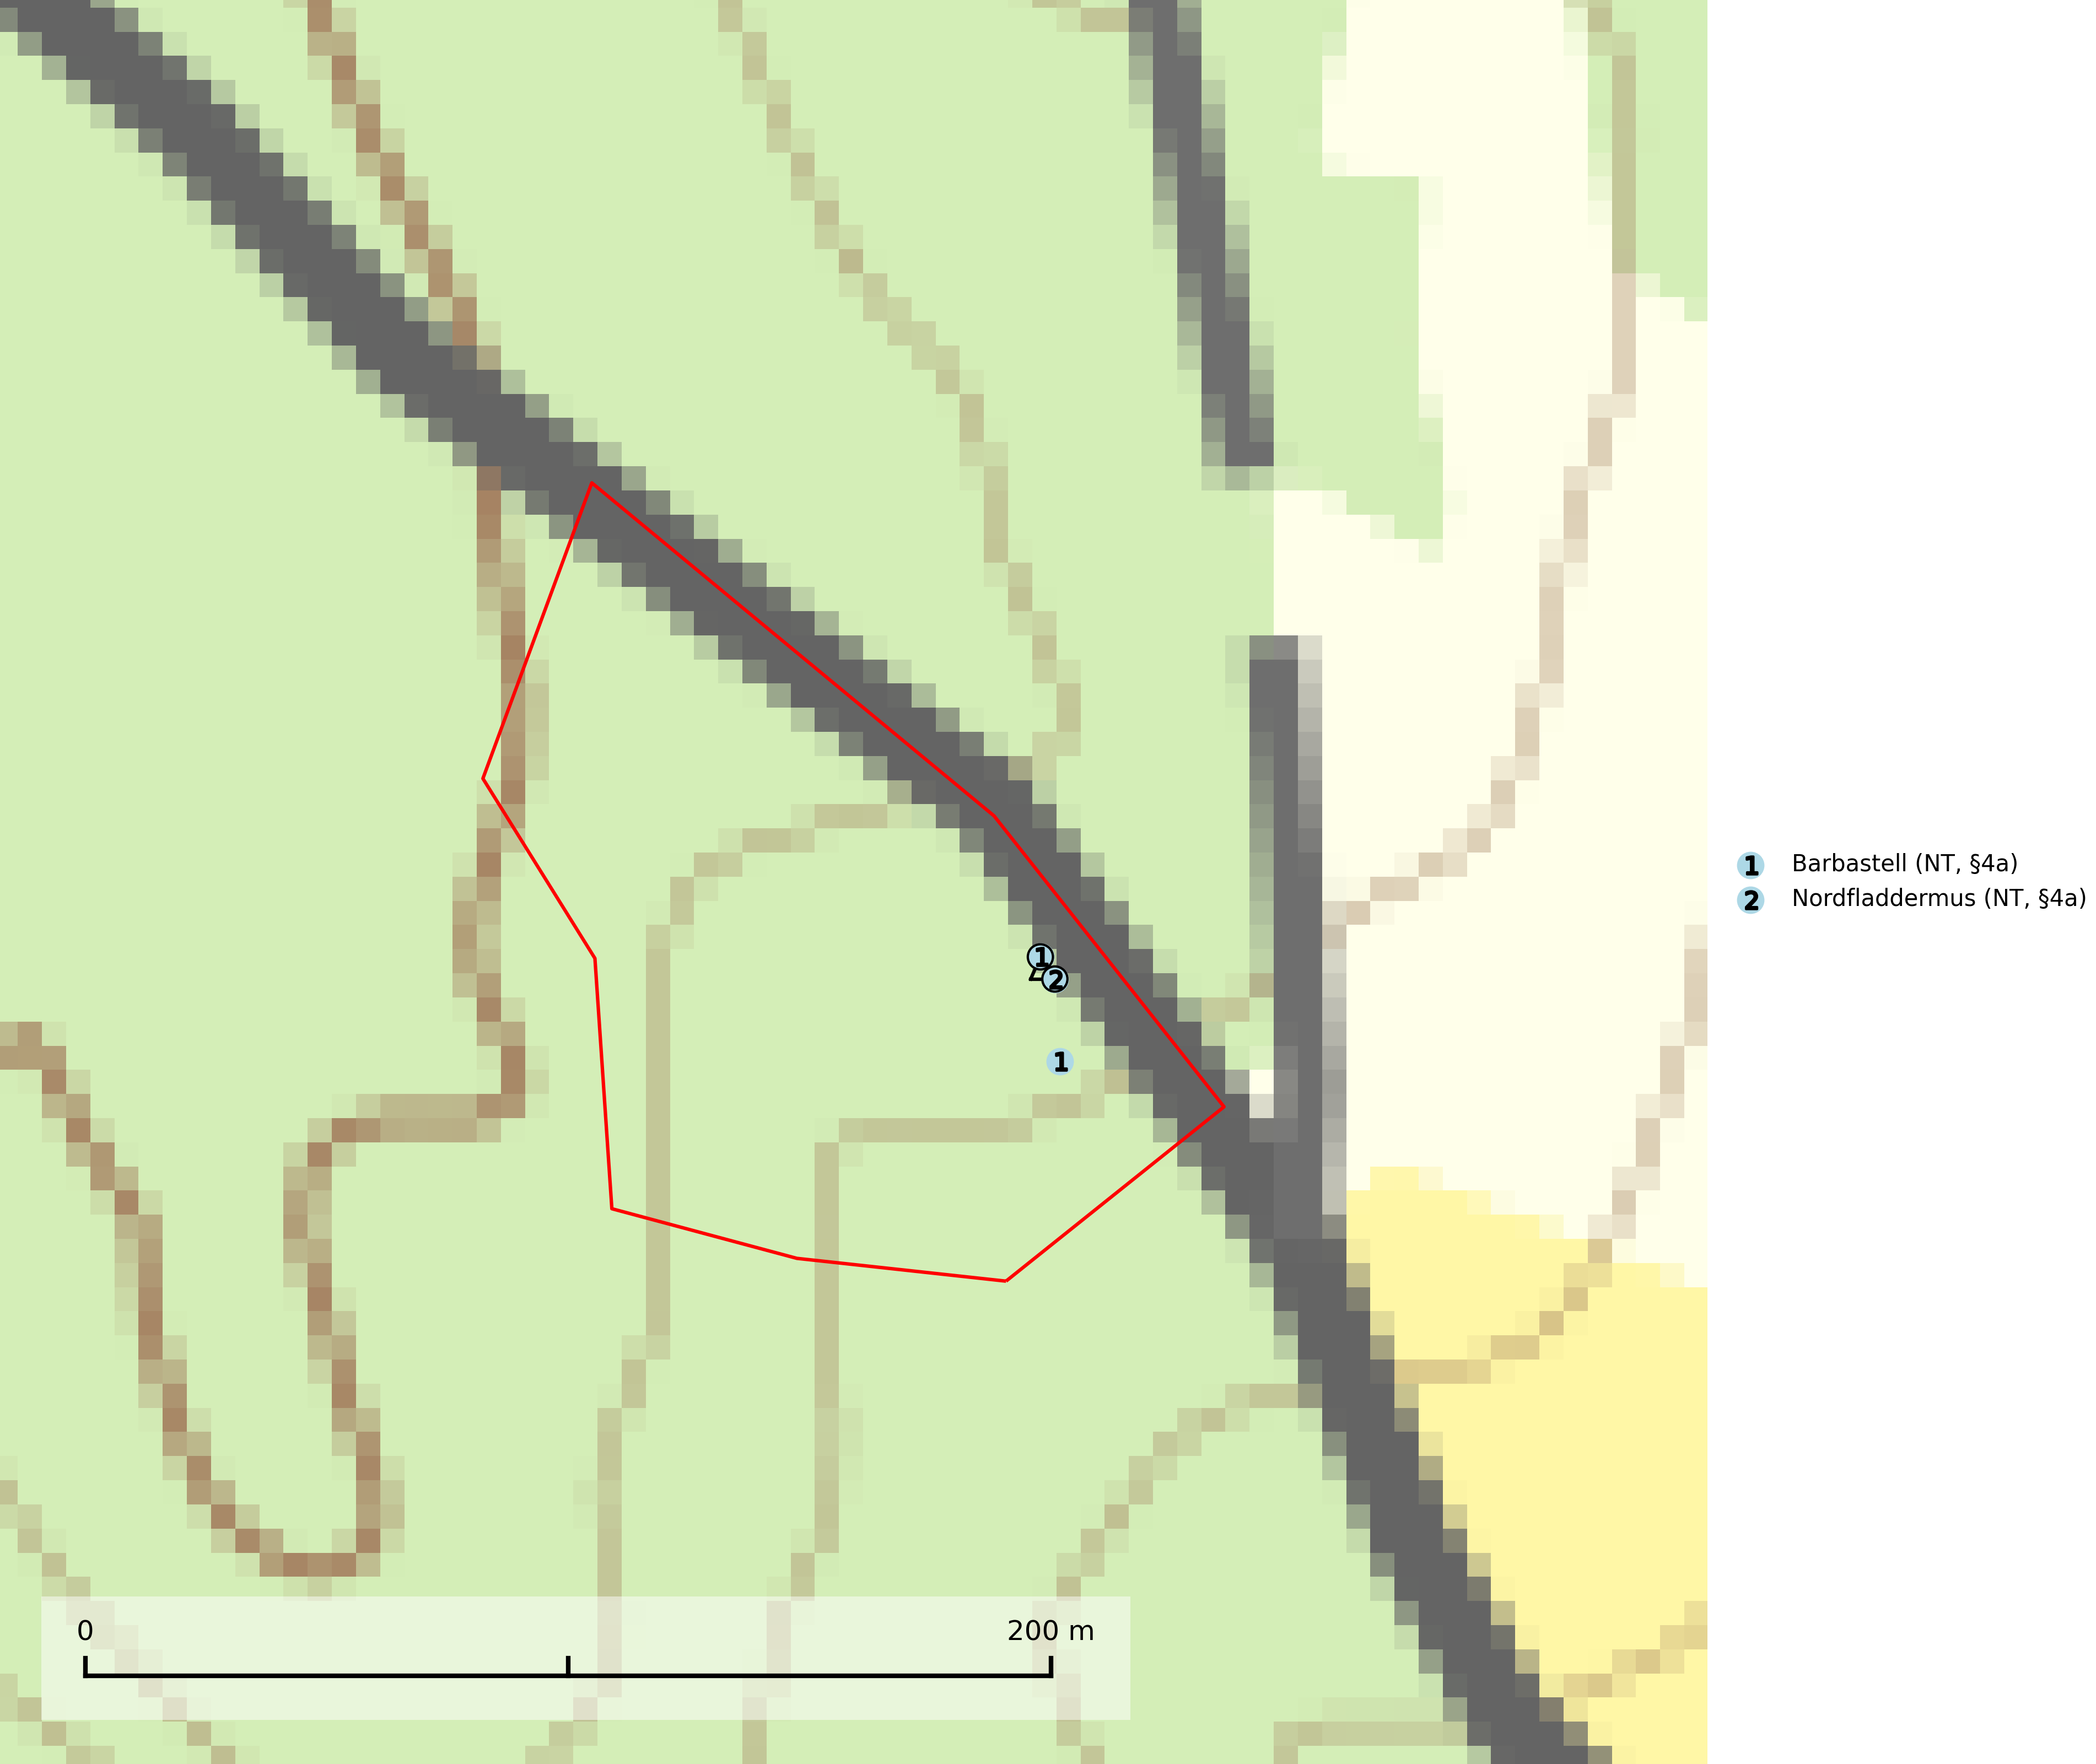 1 Barbastell (NT, §4a)
2 Nordfladdermus (NT, §4a)
1
2
1
0 200 m